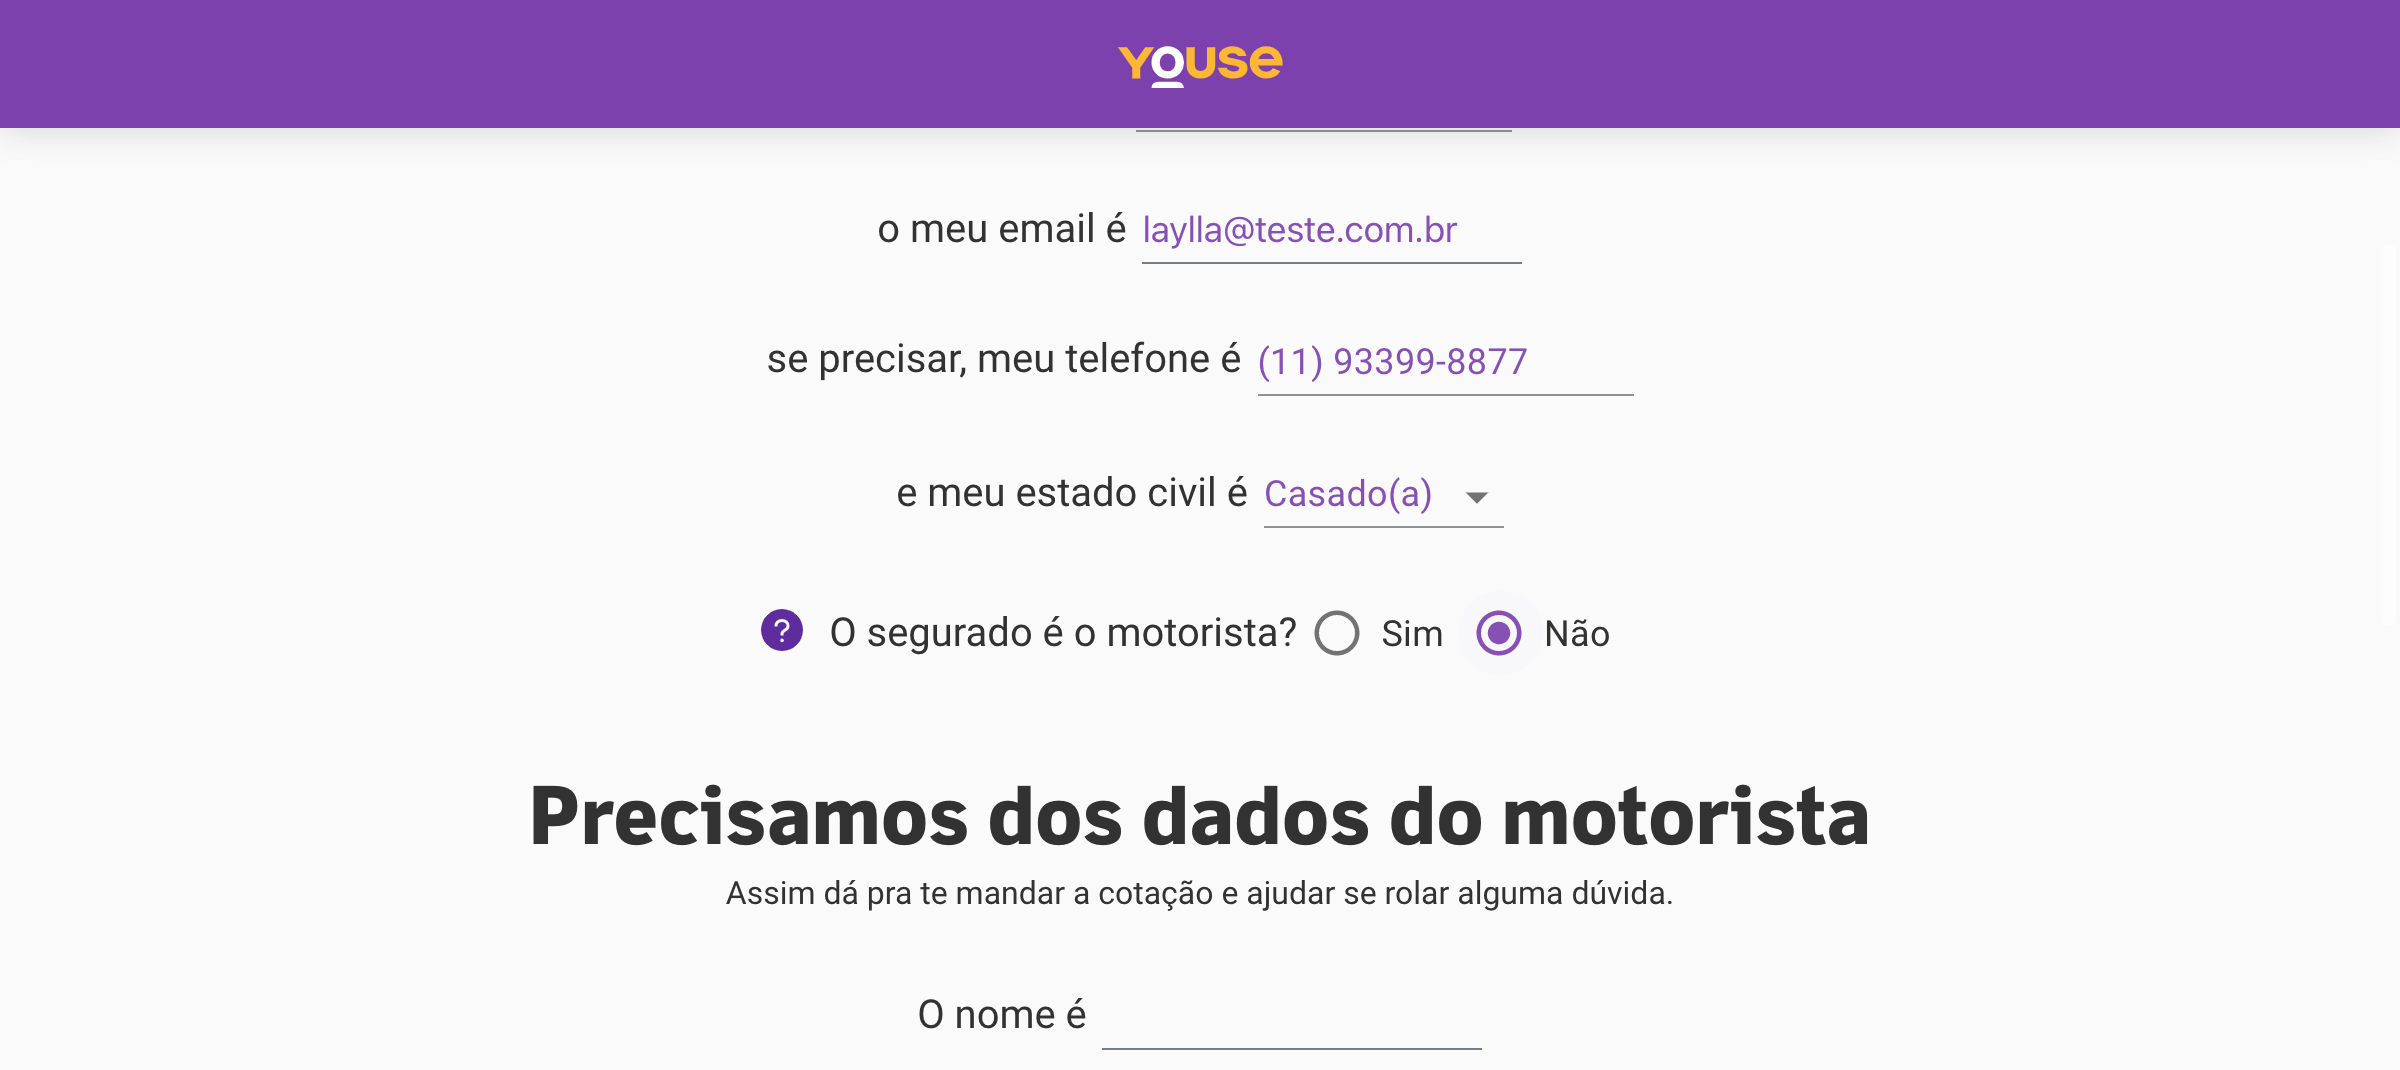 YOUSE
o meu email é laylla@teste.com.br
se precisar, meu telefone é (11) 93399-8877
e meu estado civil é Casado(a)
? O segurado é o motorista? Sim Não
Precisamos dos dados do motorista
Assim dá pra te mandar a cotação e ajudar se rolar alguma dúvida.
O nome é